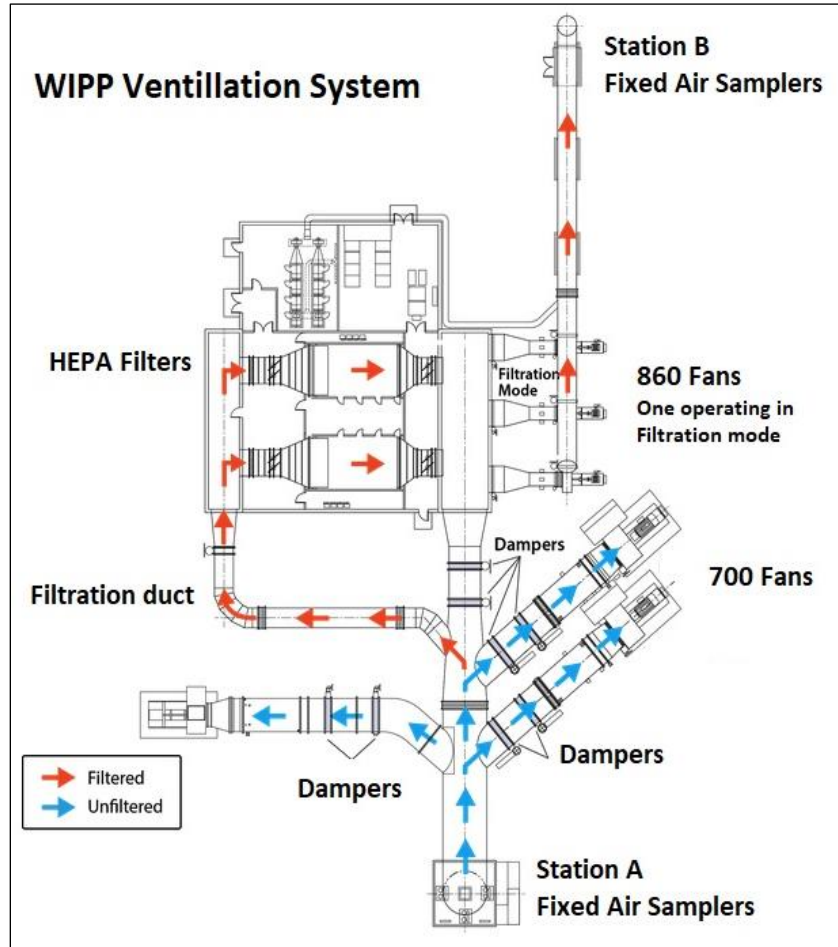 WIPP Ventillation System
Station B
Fixed Air Samplers
HEPA Filters
Filtration
Mode
860 Fans
One operating in
Filtration mode
Dampers
700 Fans
Filtration duct
Dampers
Dampers
Filtered
Unfiltered
Station A
Fixed Air Samplers